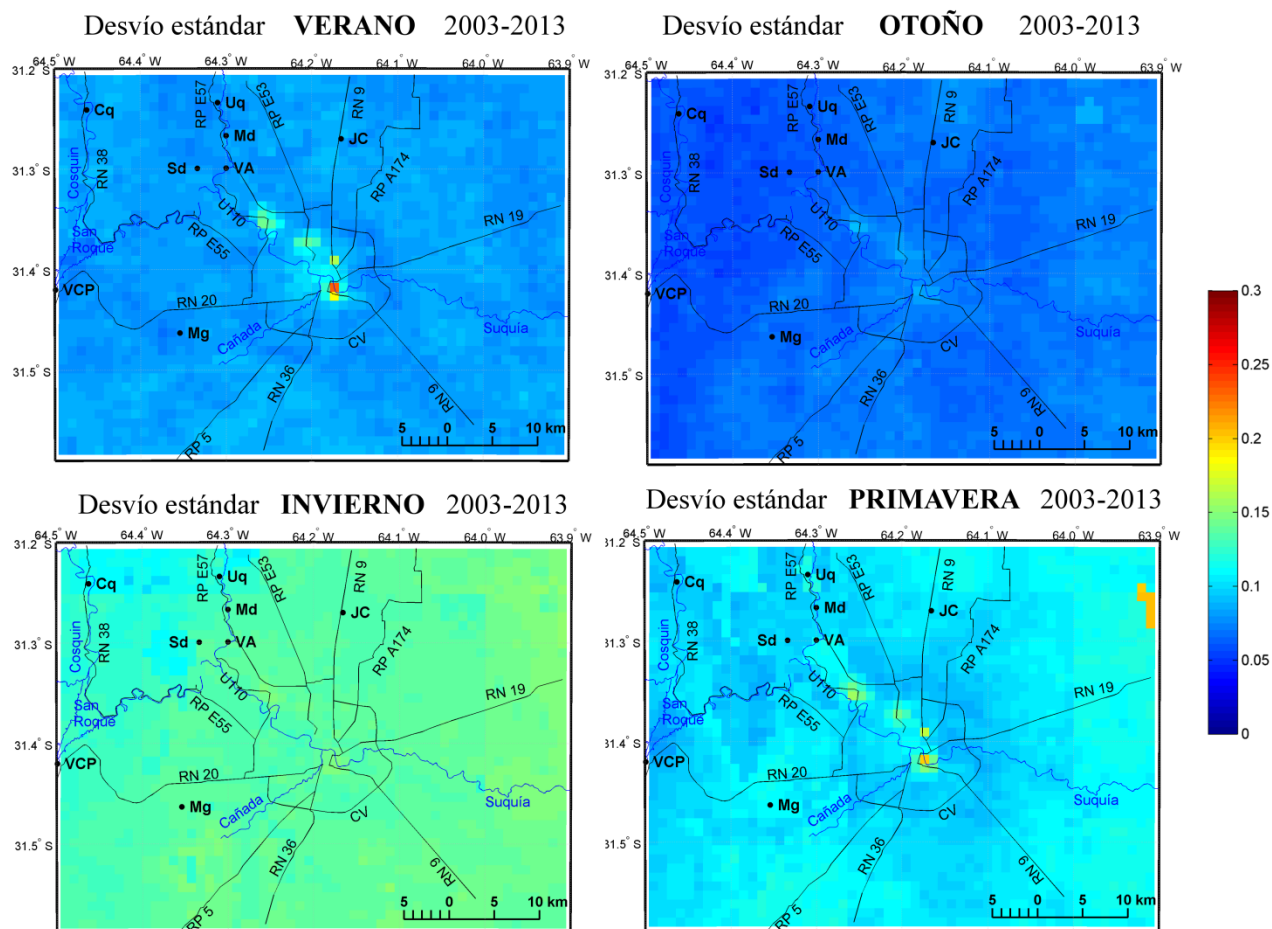 Desvío estándar VERANO 2003-2013
64.5 64.4 64.3 64.2 64.1 64.0 63.9° W
31.2° S
31.3° S
31.4° S
31.5° S
Cq
Uq
Md
Sd
VA
JC
VCP
Mg
RN 38
RP E57
RP E53
RN 9
RP A174
RN 19
U110
RP E55
RN 20
CV
RN 36
RP 5
RN 9
Cosquin
San
Roque
Cañada
Suquía
5 0 5 10 km
Desvío estándar OTOÑO 2003-2013
64.5 64.4 64.3 64.2 64.1 64.0 63.9° W
31.2° S
31.3° S
31.4° S
31.5° S
Cq
Uq
Md
Sd
VA
JC
VCP
Mg
RN 38
RP E57
RP E53
RN 9
RP A174
RN 19
U110
RP E55
RN 20
CV
RN 36
RP 5
RN 9
Cosquin
San
Roque
Cañada
Suquía
5 0 5 10 km
Desvío estándar INVIERNO 2003-2013
64.5 64.4 64.3 64.2 64.1 64.0 63.9° W
31.2° S
31.3° S
31.4° S
31.5° S
Cq
Uq
Md
Sd
VA
JC
VCP
Mg
RN 38
RP E57
RP E53
RN 9
RP A174
RN 19
U110
RP E55
RN 20
CV
RN 36
RP 5
RN 9
Cosquin
San
Roque
Cañada
Suquía
5 0 5 10 km
Desvío estándar PRIMAVERA 2003-2013
64.5 64.4 64.3 64.2 64.1 64.0 63.9° W
31.2° S
31.3° S
31.4° S
31.5° S
Cq
Uq
Md
Sd
VA
JC
VCP
Mg
RN 38
RP E57
RP E53
RN 9
RP A174
RN 19
U110
RP E55
RN 20
CV
RN 36
RP 5
RN 9
Cosquin
San
Roque
Cañada
Suquía
5 0 5 10 km
0.3
0.25
0.2
0.15
0.1
0.05
0